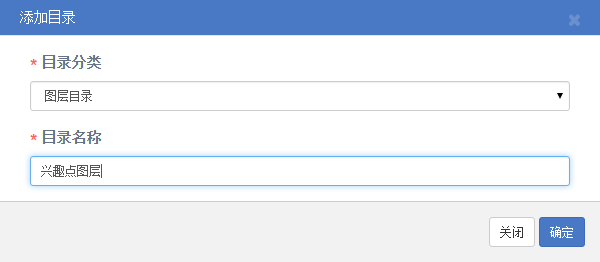 添加目录
* 目录分类
图层目录
* 目录名称
兴趣点图层
关闭 确定